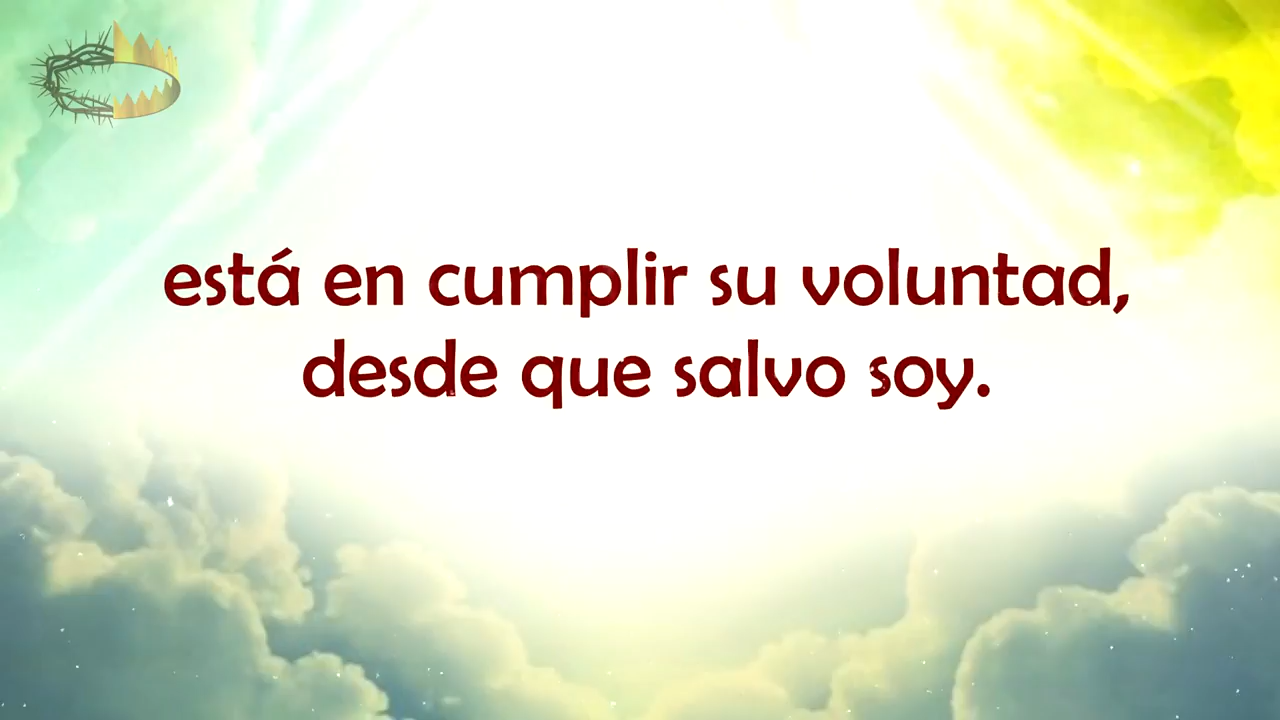 está en cumplir su voluntad,
desde que salvo soy.